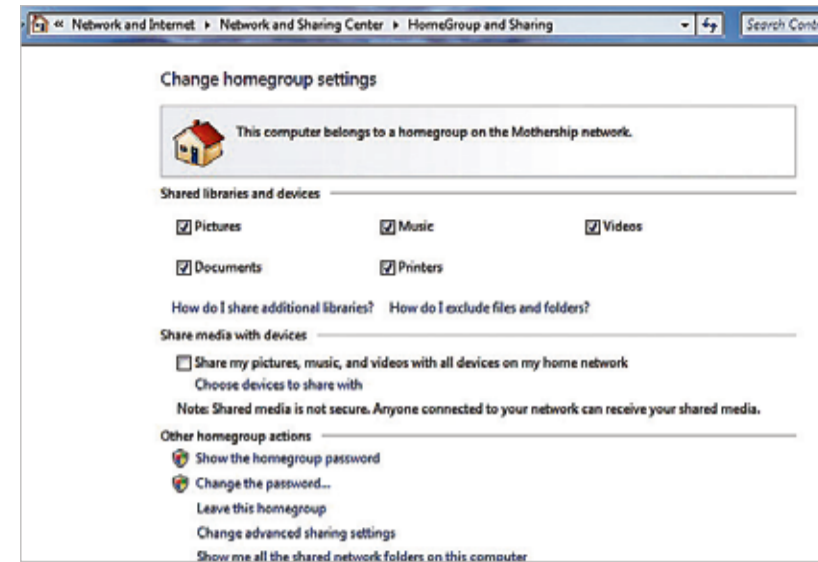 « Network and Internet ▸ Network and Sharing Center ▸ HomeGroup and Sharing Search
Change homegroup settings
This computer belongs to a homegroup on the Mothership network.
Shared libraries and devices
Pictures Music Videos
Documents Printers
How do I share additional libraries? How do I exclude files and folders?
Share media with devices
Share my pictures, music, and videos with all devices on my home network
Choose devices to share with
Note: Shared media is not secure. Anyone connected to your network can receive your shared media.
Other homegroup actions
Show the homegroup password
Change the password...
Leave this homegroup
Change advanced sharing settings
Show me all the shared network folders on this computer